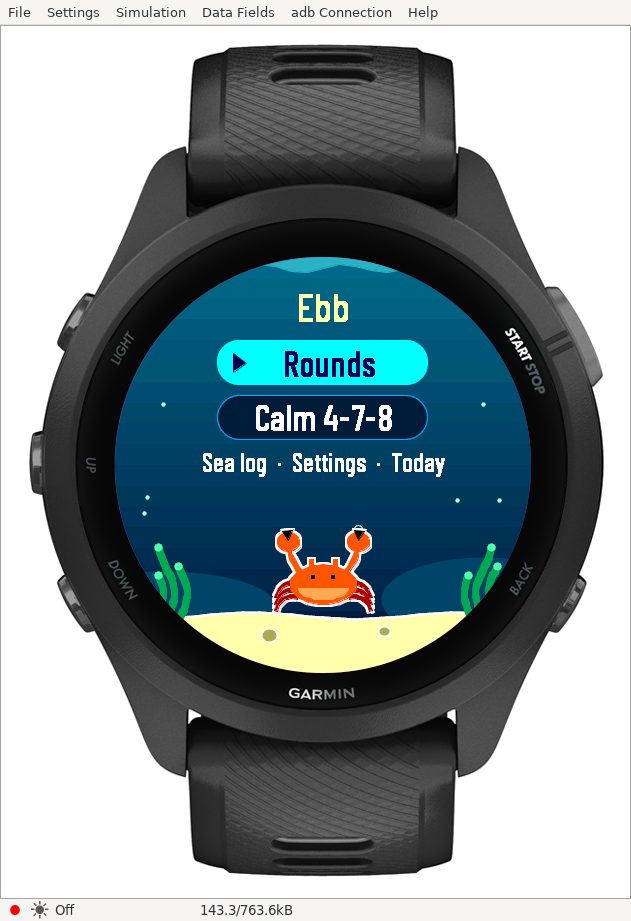 File Settings Simulation Data Fields adb Connection Help
Ebb
START STOP
LIGHT
Rounds
Calm 4-7-8
UP
Sea log · Settings · Today
DOWN
BACK
GARMIN
Off 143.3/763.6kB